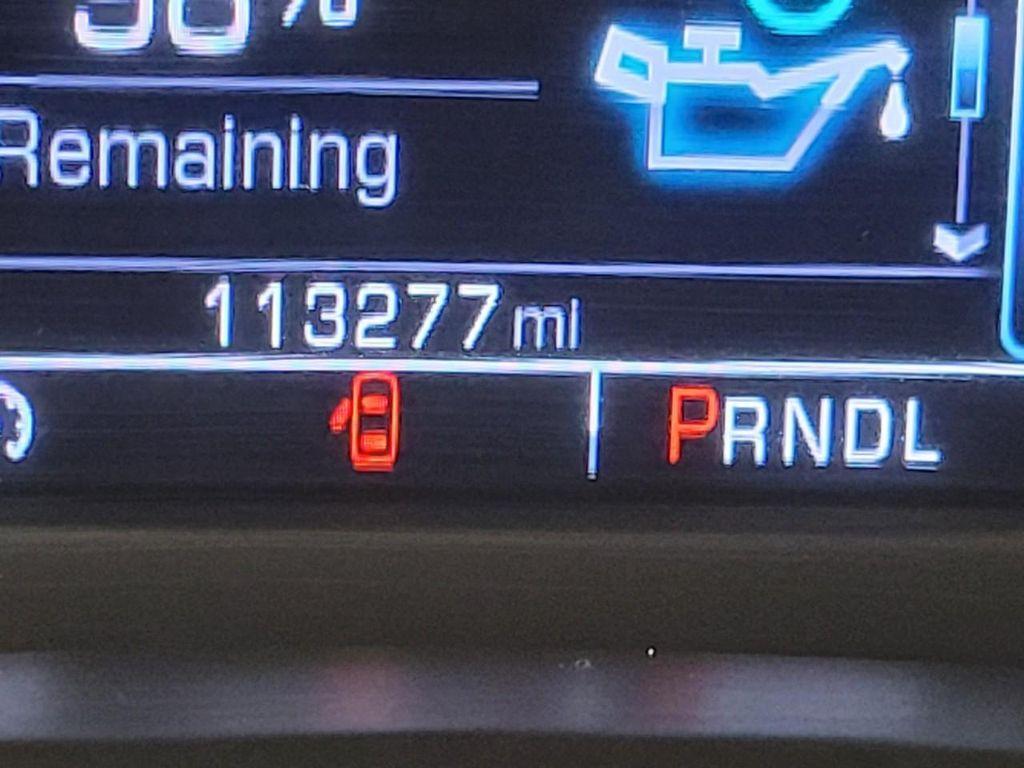 Remaining
113277 mi
PRNDL